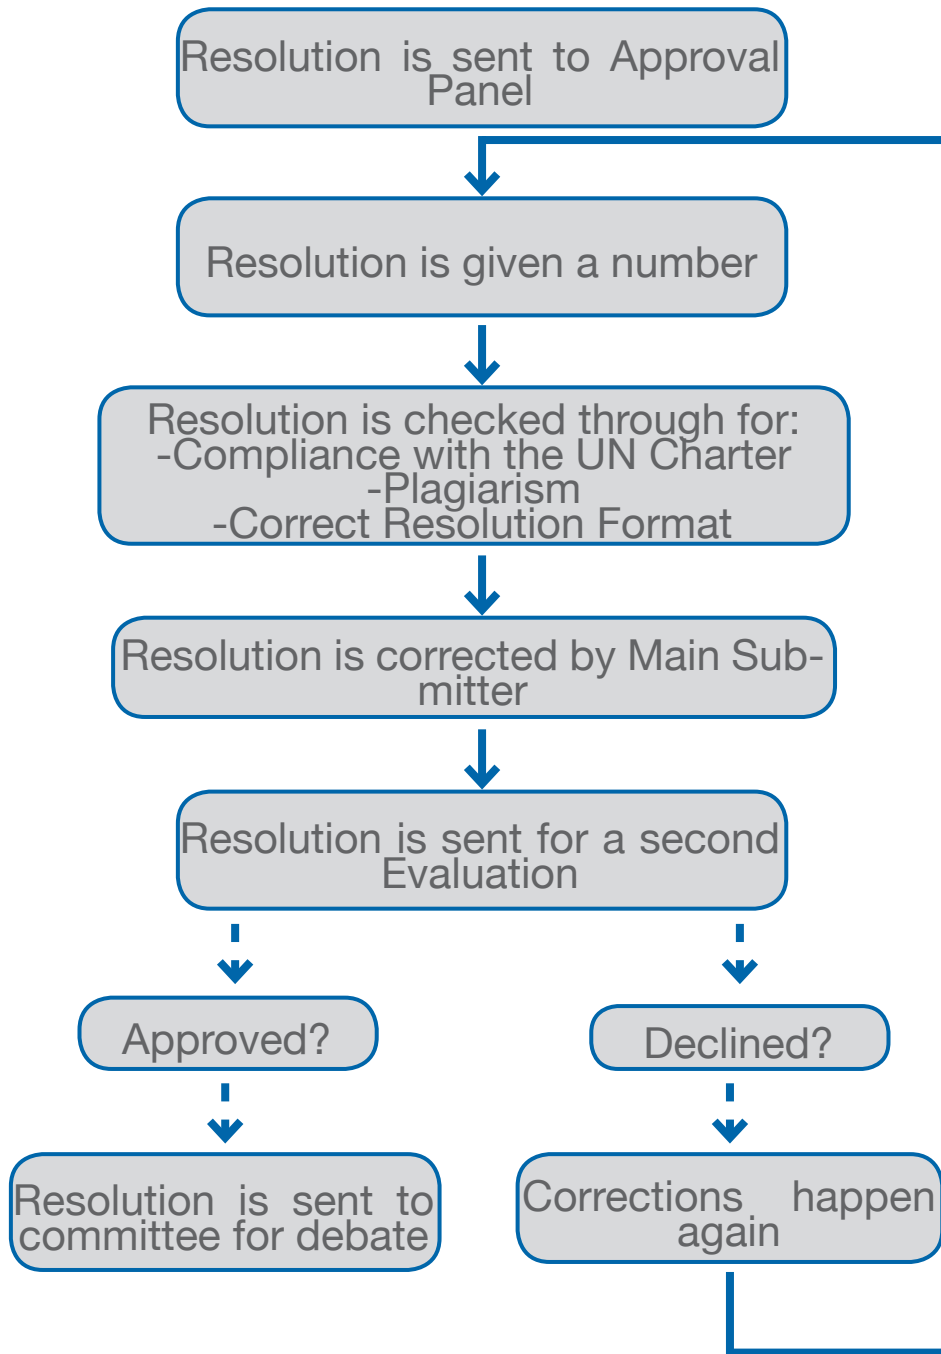 Resolution is sent to Approval
Panel
Resolution is given a number
Resolution is checked through for:
-Compliance with the UN Charter
-Plagiarism
-Correct Resolution Format
Resolution is corrected by Main Sub-
mitter
Resolution is sent for a second
Evaluation
Approved?
Declined?
Resolution is sent to
committee for debate
Corrections happen
again